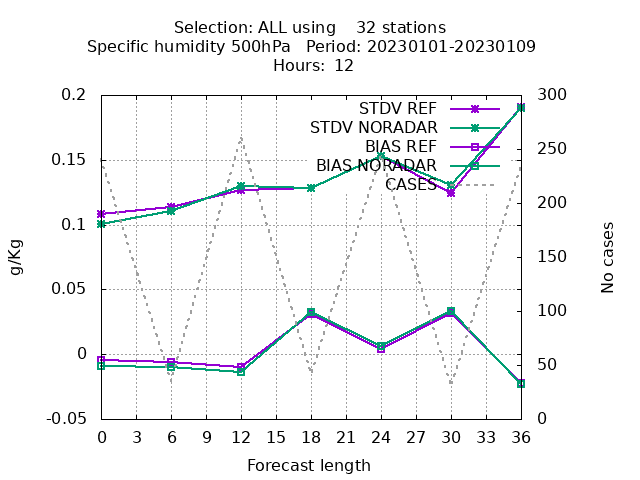 Selection: ALL using    32 stations
Specific humidity 500hPa   Period: 20230101-20230109
Hours:  12
0.2
0.15
0.1
0.05
0
-0.05
g/Kg
STDV REF
STDV NORADAR
BIAS REF
BIAS NORADAR
CASES
300
250
200
150
100
50
0
No cases
0 3 6 9 12 15 18 21 24 27 30 33 36
Forecast length